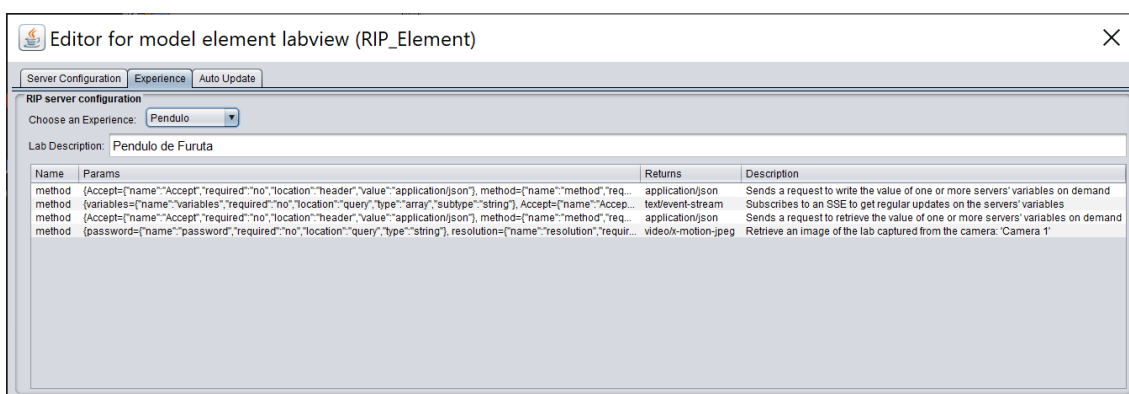 Editor for model element labview (RIP_Element)
Server Configuration Experience Auto Update
RIP server configuration
Choose an Experience: Pendulo
Lab Description: Pendulo de Furuta
Name Params Returns Description
method {Accept={"name":"Accept","required":"no","location":"header","value":"application/json"}, method={"name":"method","req... application/json Sends a request to write the value of one or more servers' variables on demand
method {variables={"name":"variables","required":"no","location":"query","type":"array","subtype":"string"}, Accept={"name":"Accep... text/event-stream Subscribes to an SSE to get regular updates on the servers' variables
method {Accept={"name":"Accept","required":"no","location":"header","value":"application/json"}, method={"name":"method","req... application/json Sends a request to retrieve the value of one or more servers' variables on demand
method {password={"name":"password","required":"no","location":"query","type":"string"}, resolution={"name":"resolution","requir... video/x-motion-jpeg Retrieve an image of the lab captured from the camera: 'Camera 1'